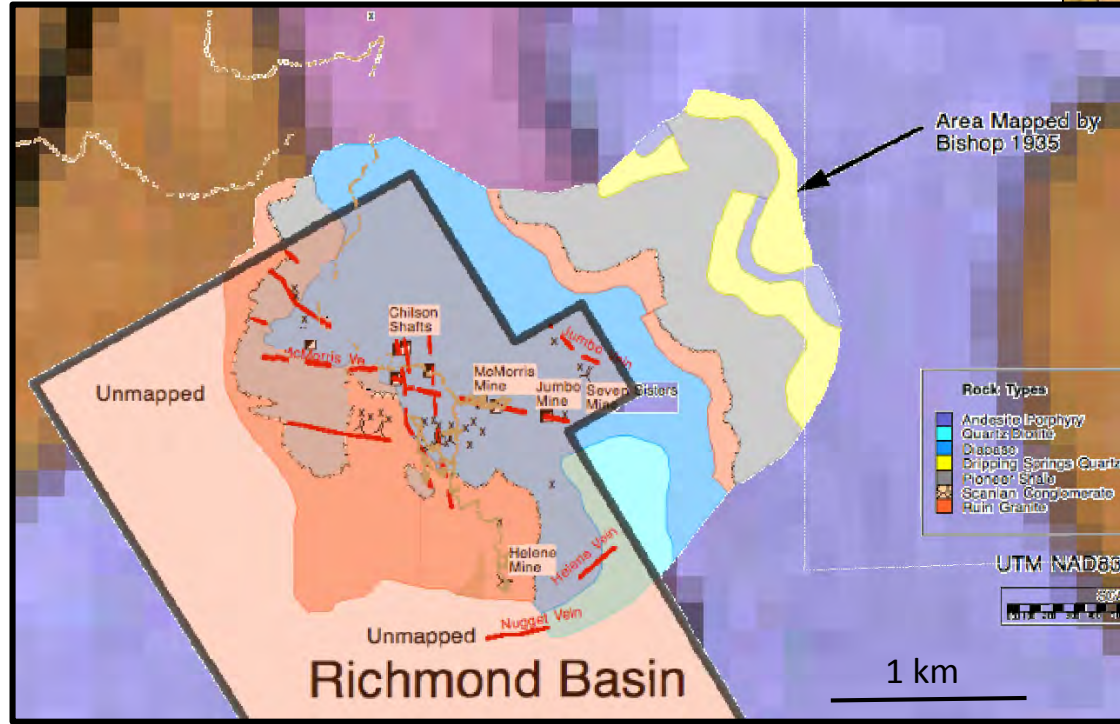 Area Mapped by
Bishop 1935
Chilson
Shafts
McMorris Ve
Jumbo Vein
McMorris
Mine
Jumbo
Mine
Seven Sisters
Mine
Unmapped
Rock Types
Andesite Porphyry
Quartz Diorite
Diabase
Dripping Springs Quartz
Pioneer Shale
Scanlan Conglomerate
Ruin Granite
Helene
Mine
Helene Vein
UTM NAD83
Nugget Vein
Unmapped
Richmond Basin
1 km